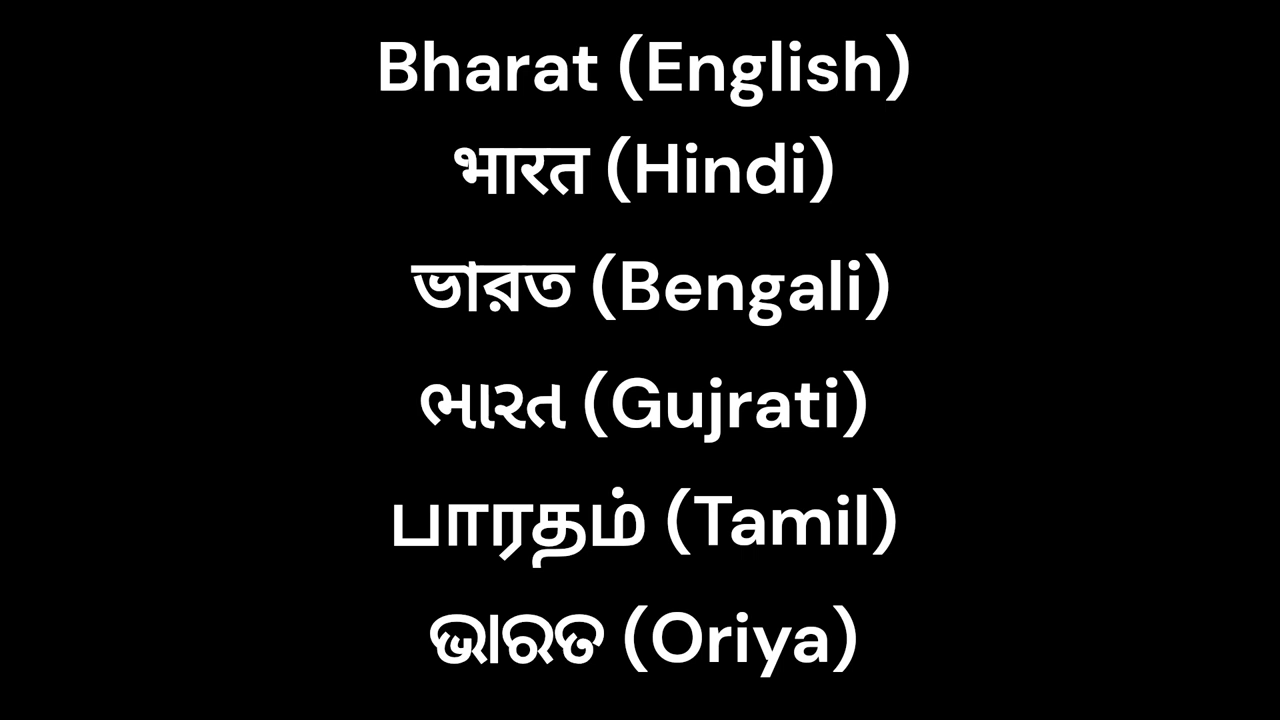 Bharat (English)
भारत (Hindi)
ভারত (Bengali)
ભારત (Gujrati)
பாரதம் (Tamil)
ଭାରତ (Oriya)